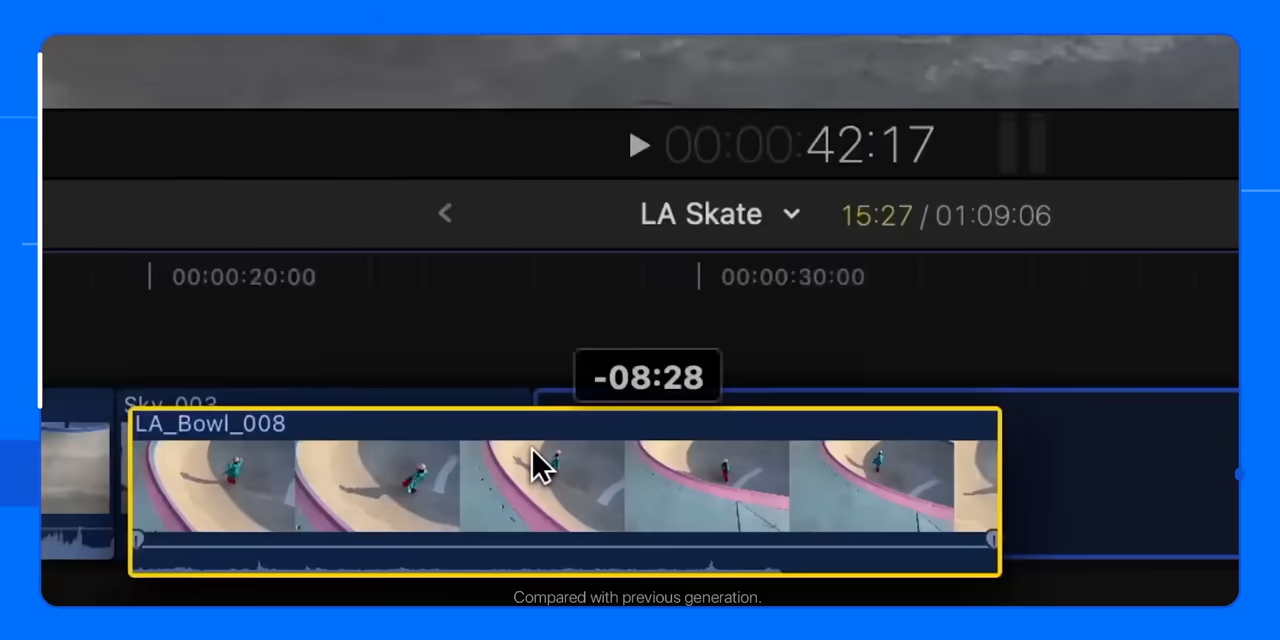 00:00:42:17
LA Skate 15:27 / 01:09:06
00:00:20:00 00:00:30:00
-08:28
Sky_003
LA_Bowl_008
Compared with previous generation.